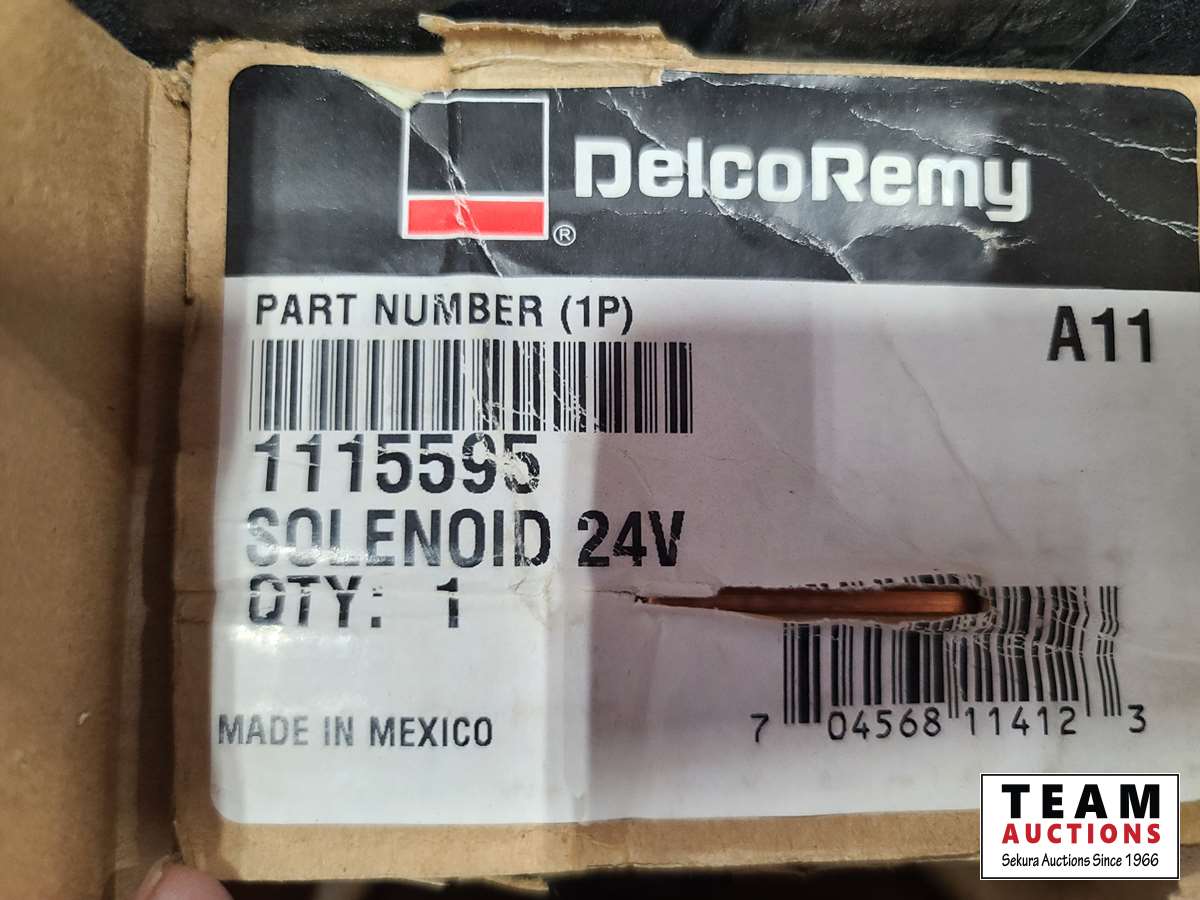 DelcoRemy
®
PART NUMBER (1P)
A11
1115595
SOLENOID 24V
QTY: 1
MADE IN MEXICO
7 04568 11412 3
TEAM
AUCTIONS
Sekura Auctions Since 1966